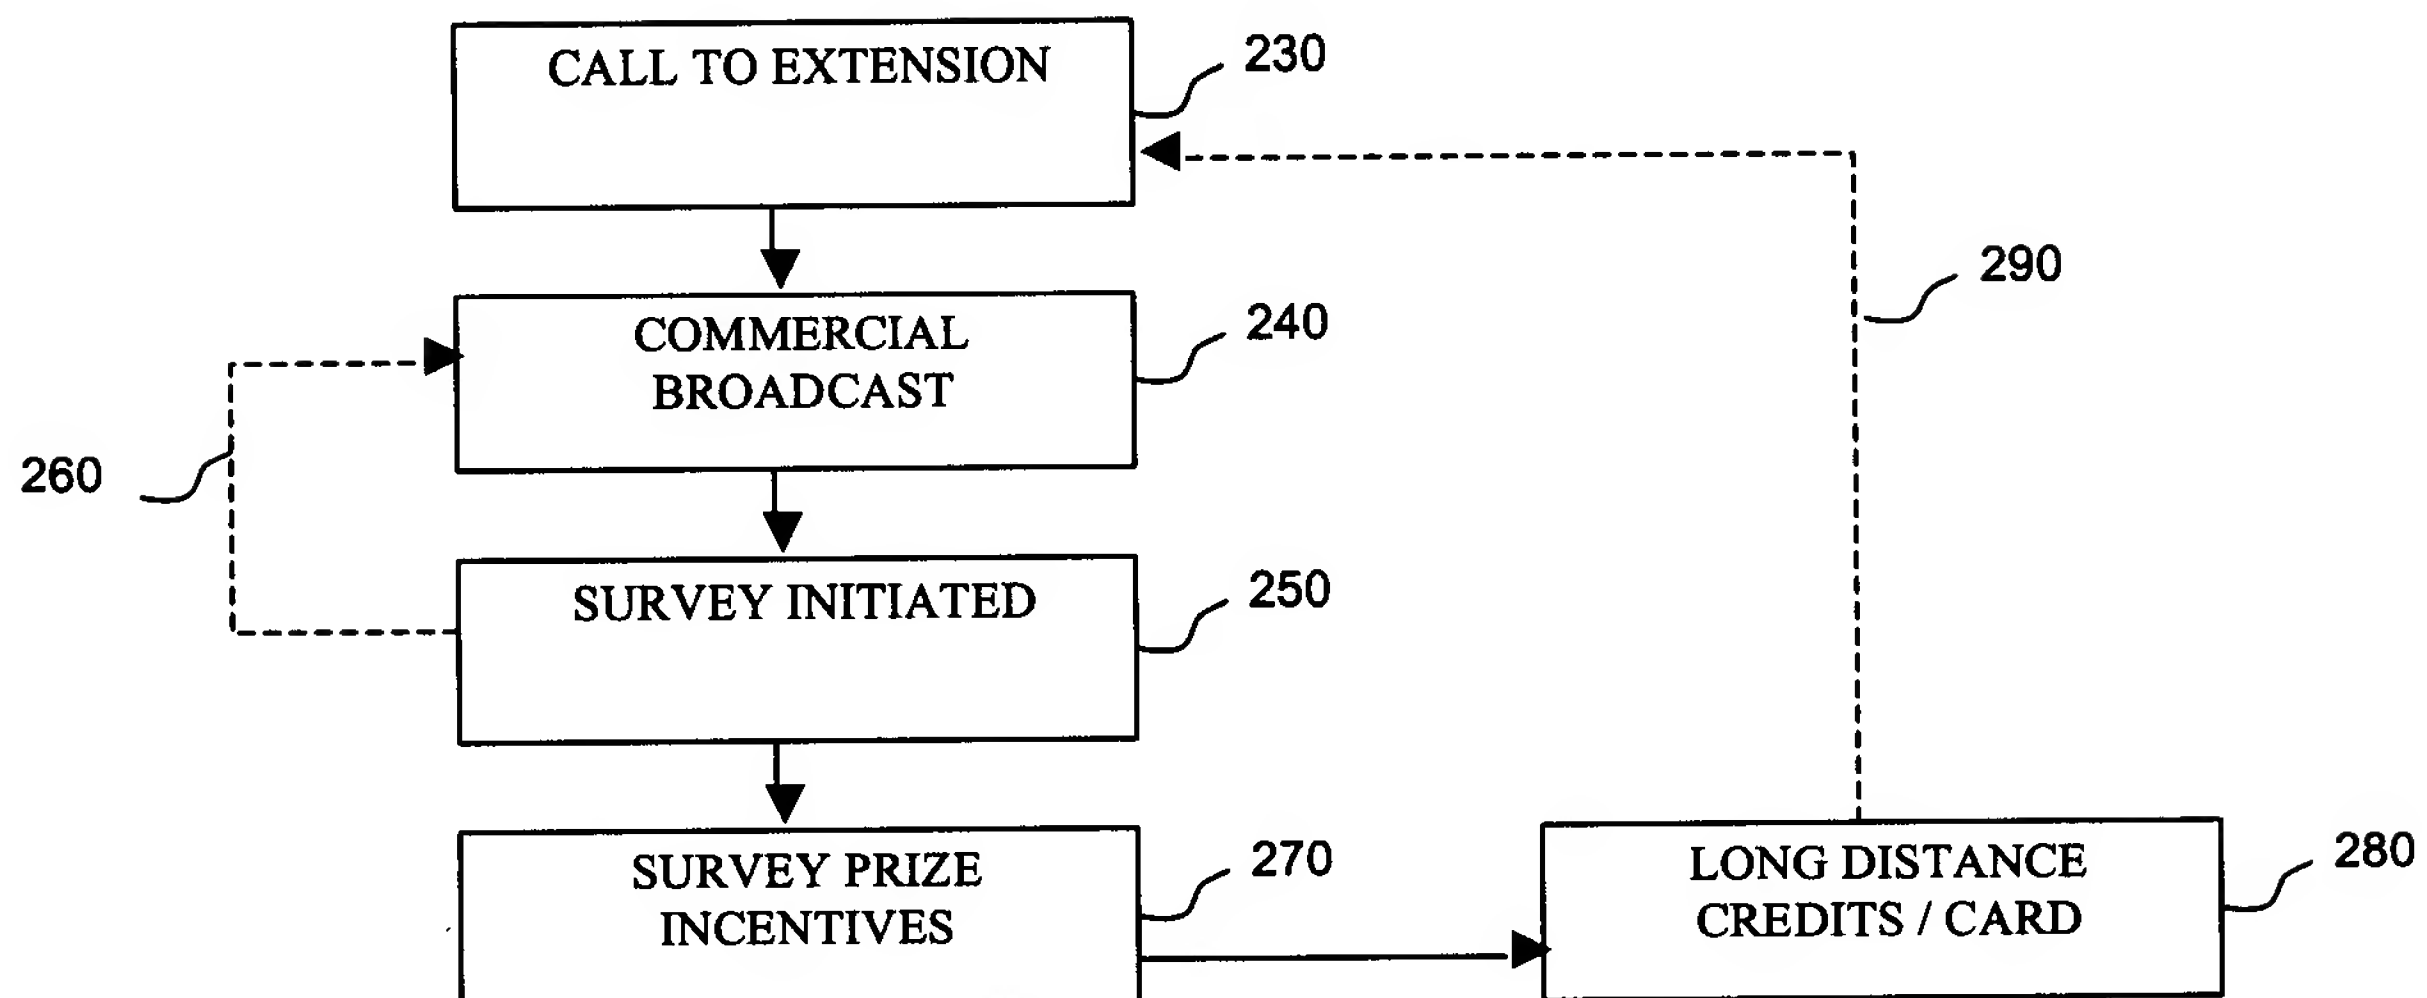 CALL TO EXTENSION
230
290
COMMERCIAL
BROADCAST
240
260
SURVEY INITIATED
250
SURVEY PRIZE
INCENTIVES
270
LONG DISTANCE
CREDITS / CARD
280